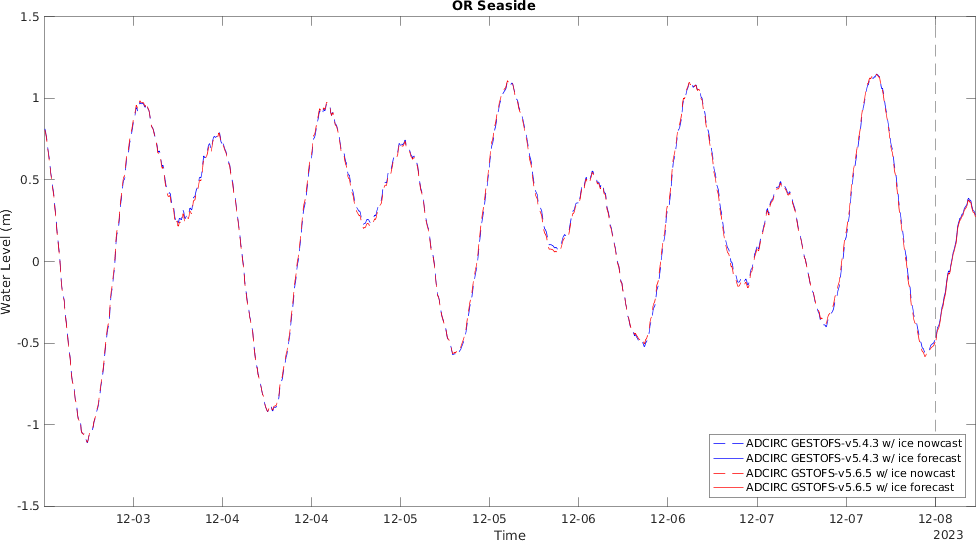 OR Seaside
1.5
1
0.5
0
-0.5
-1
-1.5
Water Level (m)
12-03
12-04
12-04
12-05
12-05
12-06
12-06
12-07
12-07
12-08
2023
Time
ADCIRC GESTOFS-v5.4.3 w/ ice nowcast
ADCIRC GESTOFS-v5.4.3 w/ ice forecast
ADCIRC GSTOFS-v5.6.5 w/ ice nowcast
ADCIRC GSTOFS-v5.6.5 w/ ice forecast